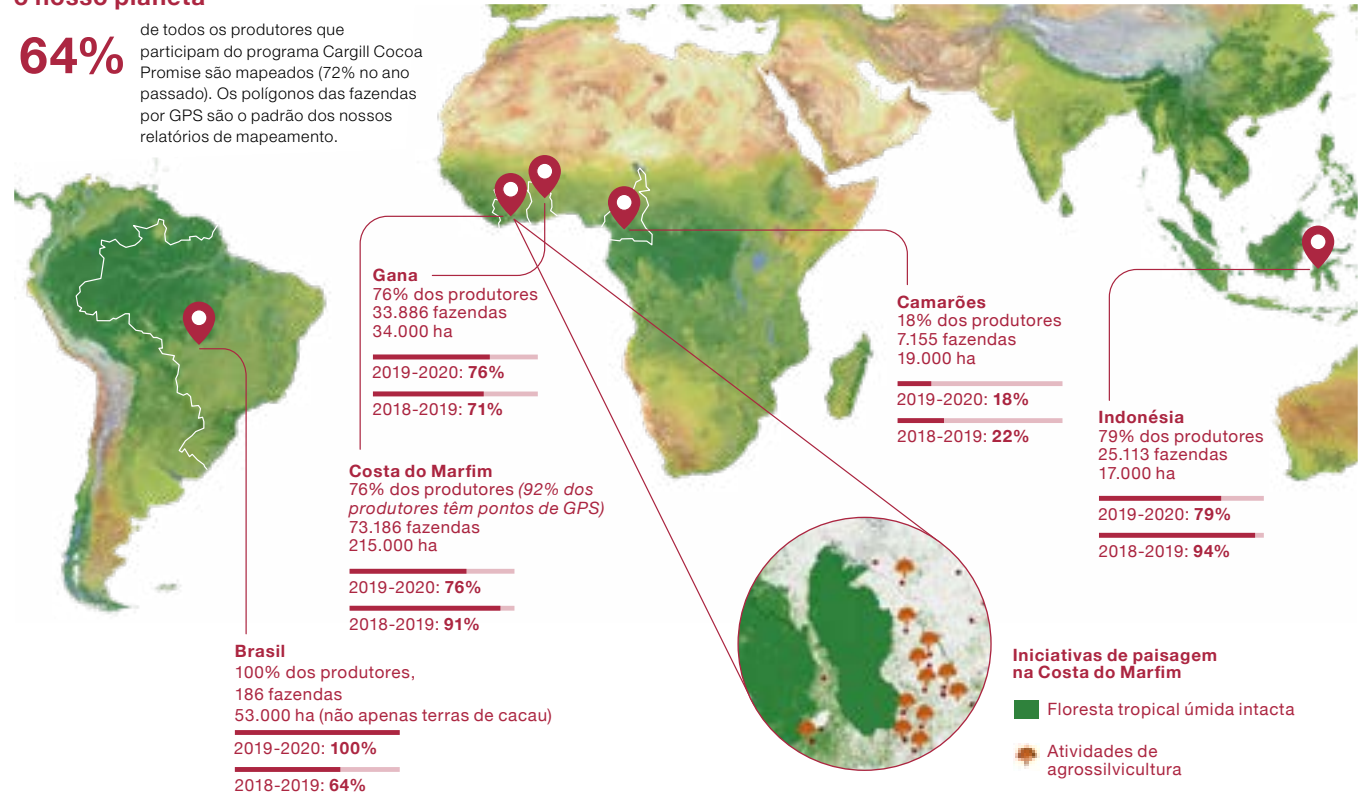 o nosso planeta
64%
de todos os produtores que
participam do programa Cargill Cocoa
Promise são mapeados (72% no ano
passado). Os polígonos das fazendas
por GPS são o padrão dos nossos
relatórios de mapeamento.
Gana
76% dos produtores
33.886 fazendas
34.000 ha
2019-2020: 76%
2018-2019: 71%
Camarões
18% dos produtores
7.155 fazendas
19.000 ha
2019-2020: 18%
2018-2019: 22%
Indonésia
79% dos produtores
25.113 fazendas
17.000 ha
2019-2020: 79%
2018-2019: 94%
Costa do Marfim
76% dos produtores (92% dos
produtores têm pontos de GPS)
73.186 fazendas
215.000 ha
2019-2020: 76%
2018-2019: 91%
Brasil
100% dos produtores,
186 fazendas
53.000 ha (não apenas terras de cacau)
2019-2020: 100%
2018-2019: 64%
Iniciativas de paisagem
na Costa do Marfim
Floresta tropical úmida intacta
Atividades de
agrossilvicultura